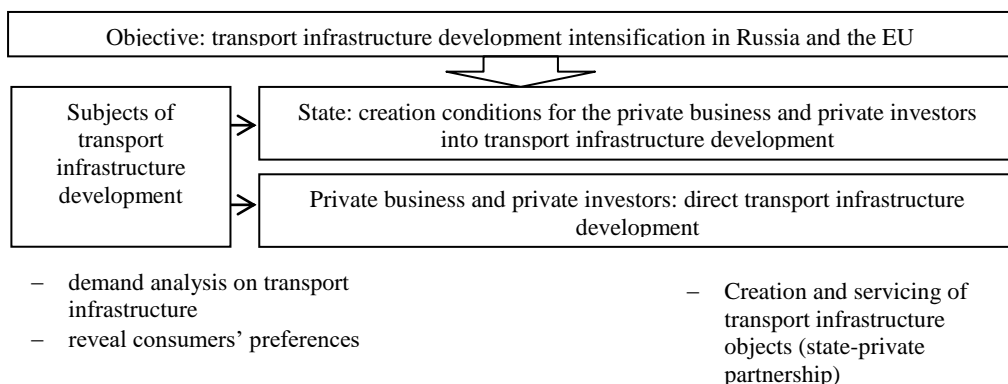 Objective: transport infrastructure development intensification in Russia and the EU
Subjects of
transport
infrastructure
development
State: creation conditions for the private business and private investors
into transport infrastructure development
Private business and private investors: direct transport infrastructure
development
– demand analysis on transport
infrastructure
– reveal consumers’ preferences
– Creation and servicing of
transport infrastructure
objects (state-private
partnership)